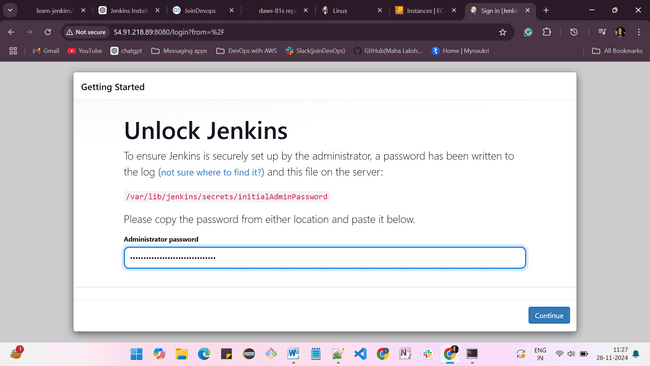 learn-jenkins/
Jenkins Install
JoinDevops
daws-81s rep
Linux
Instances | EC
Sign in [Jenki
Not secure
54.91.218.89:8080/login?from=%2F
Gmail
YouTube
chatgpt
Messaging apps
DevOps with AWS
Slack(joinDevOps)
GitHub(Maha Laksh...
Home | Mynaukri
All Bookmarks
Getting Started
Unlock Jenkins
To ensure Jenkins is securely set up by the administrator, a password has been written to
the log (not sure where to find it?) and this file on the server:
/var/lib/jenkins/secrets/initialAdminPassword
Please copy the password from either location and paste it below.
Administrator password
Continue
ENG
IN
11:27
28-11-2024